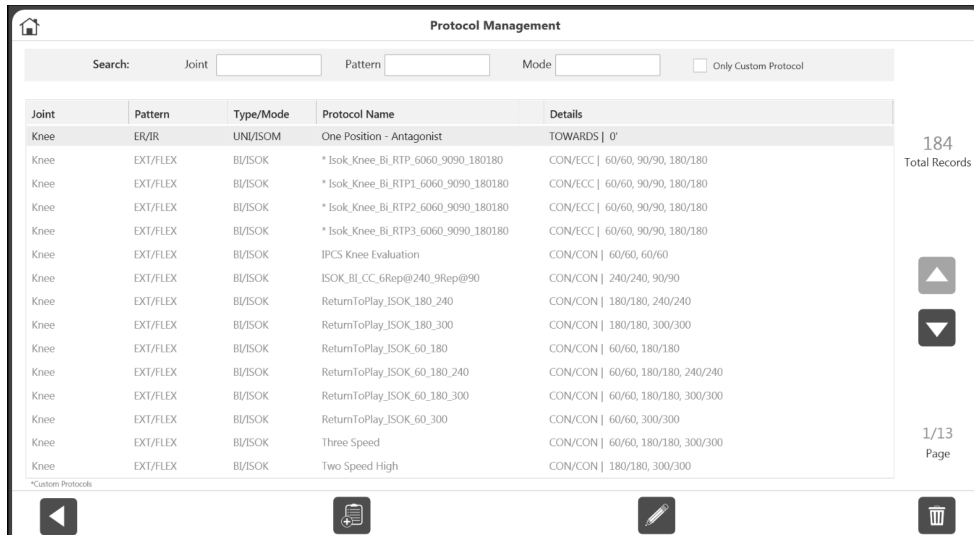 Protocol Management
Search: Joint Pattern Mode Only Custom Protocol
Joint Pattern Type/Mode Protocol Name Details
Knee ER/IR UNI/ISOM One Position - Antagonist TOWARDS | 0'
Knee EXT/FLEX BI/ISOK * Isok_Knee_Bi_RTP_6060_9090_180180 CON/ECC | 60/60, 90/90, 180/180
Knee EXT/FLEX BI/ISOK * Isok_Knee_Bi_RTP1_6060_9090_180180 CON/ECC | 60/60, 90/90, 180/180
Knee EXT/FLEX BI/ISOK * Isok_Knee_Bi_RTP2_6060_9090_180180 CON/ECC | 60/60, 90/90, 180/180
Knee EXT/FLEX BI/ISOK * Isok_Knee_Bi_RTP3_6060_9090_180180 CON/ECC | 60/60, 90/90, 180/180
Knee EXT/FLEX BI/ISOK IPCS Knee Evaluation CON/CON | 60/60, 60/60
Knee EXT/FLEX BI/ISOK ISOK_BI_CC_6Rep@240_9Rep@90 CON/CON | 240/240, 90/90
Knee EXT/FLEX BI/ISOK ReturnToPlay_ISOK_180_240 CON/CON | 180/180, 240/240
Knee EXT/FLEX BI/ISOK ReturnToPlay_ISOK_180_300 CON/CON | 180/180, 300/300
Knee EXT/FLEX BI/ISOK ReturnToPlay_ISOK_60_180 CON/CON | 60/60, 180/180
Knee EXT/FLEX BI/ISOK ReturnToPlay_ISOK_60_180_240 CON/CON | 60/60, 180/180, 240/240
Knee EXT/FLEX BI/ISOK ReturnToPlay_ISOK_60_180_300 CON/CON | 60/60, 180/180, 300/300
Knee EXT/FLEX BI/ISOK ReturnToPlay_ISOK_60_300 CON/CON | 60/60, 300/300
Knee EXT/FLEX BI/ISOK Three Speed CON/CON | 60/60, 180/180, 300/300
Knee EXT/FLEX BI/ISOK Two Speed High CON/CON | 180/180, 300/300
*Custom Protocols
184
Total Records
1/13
Page